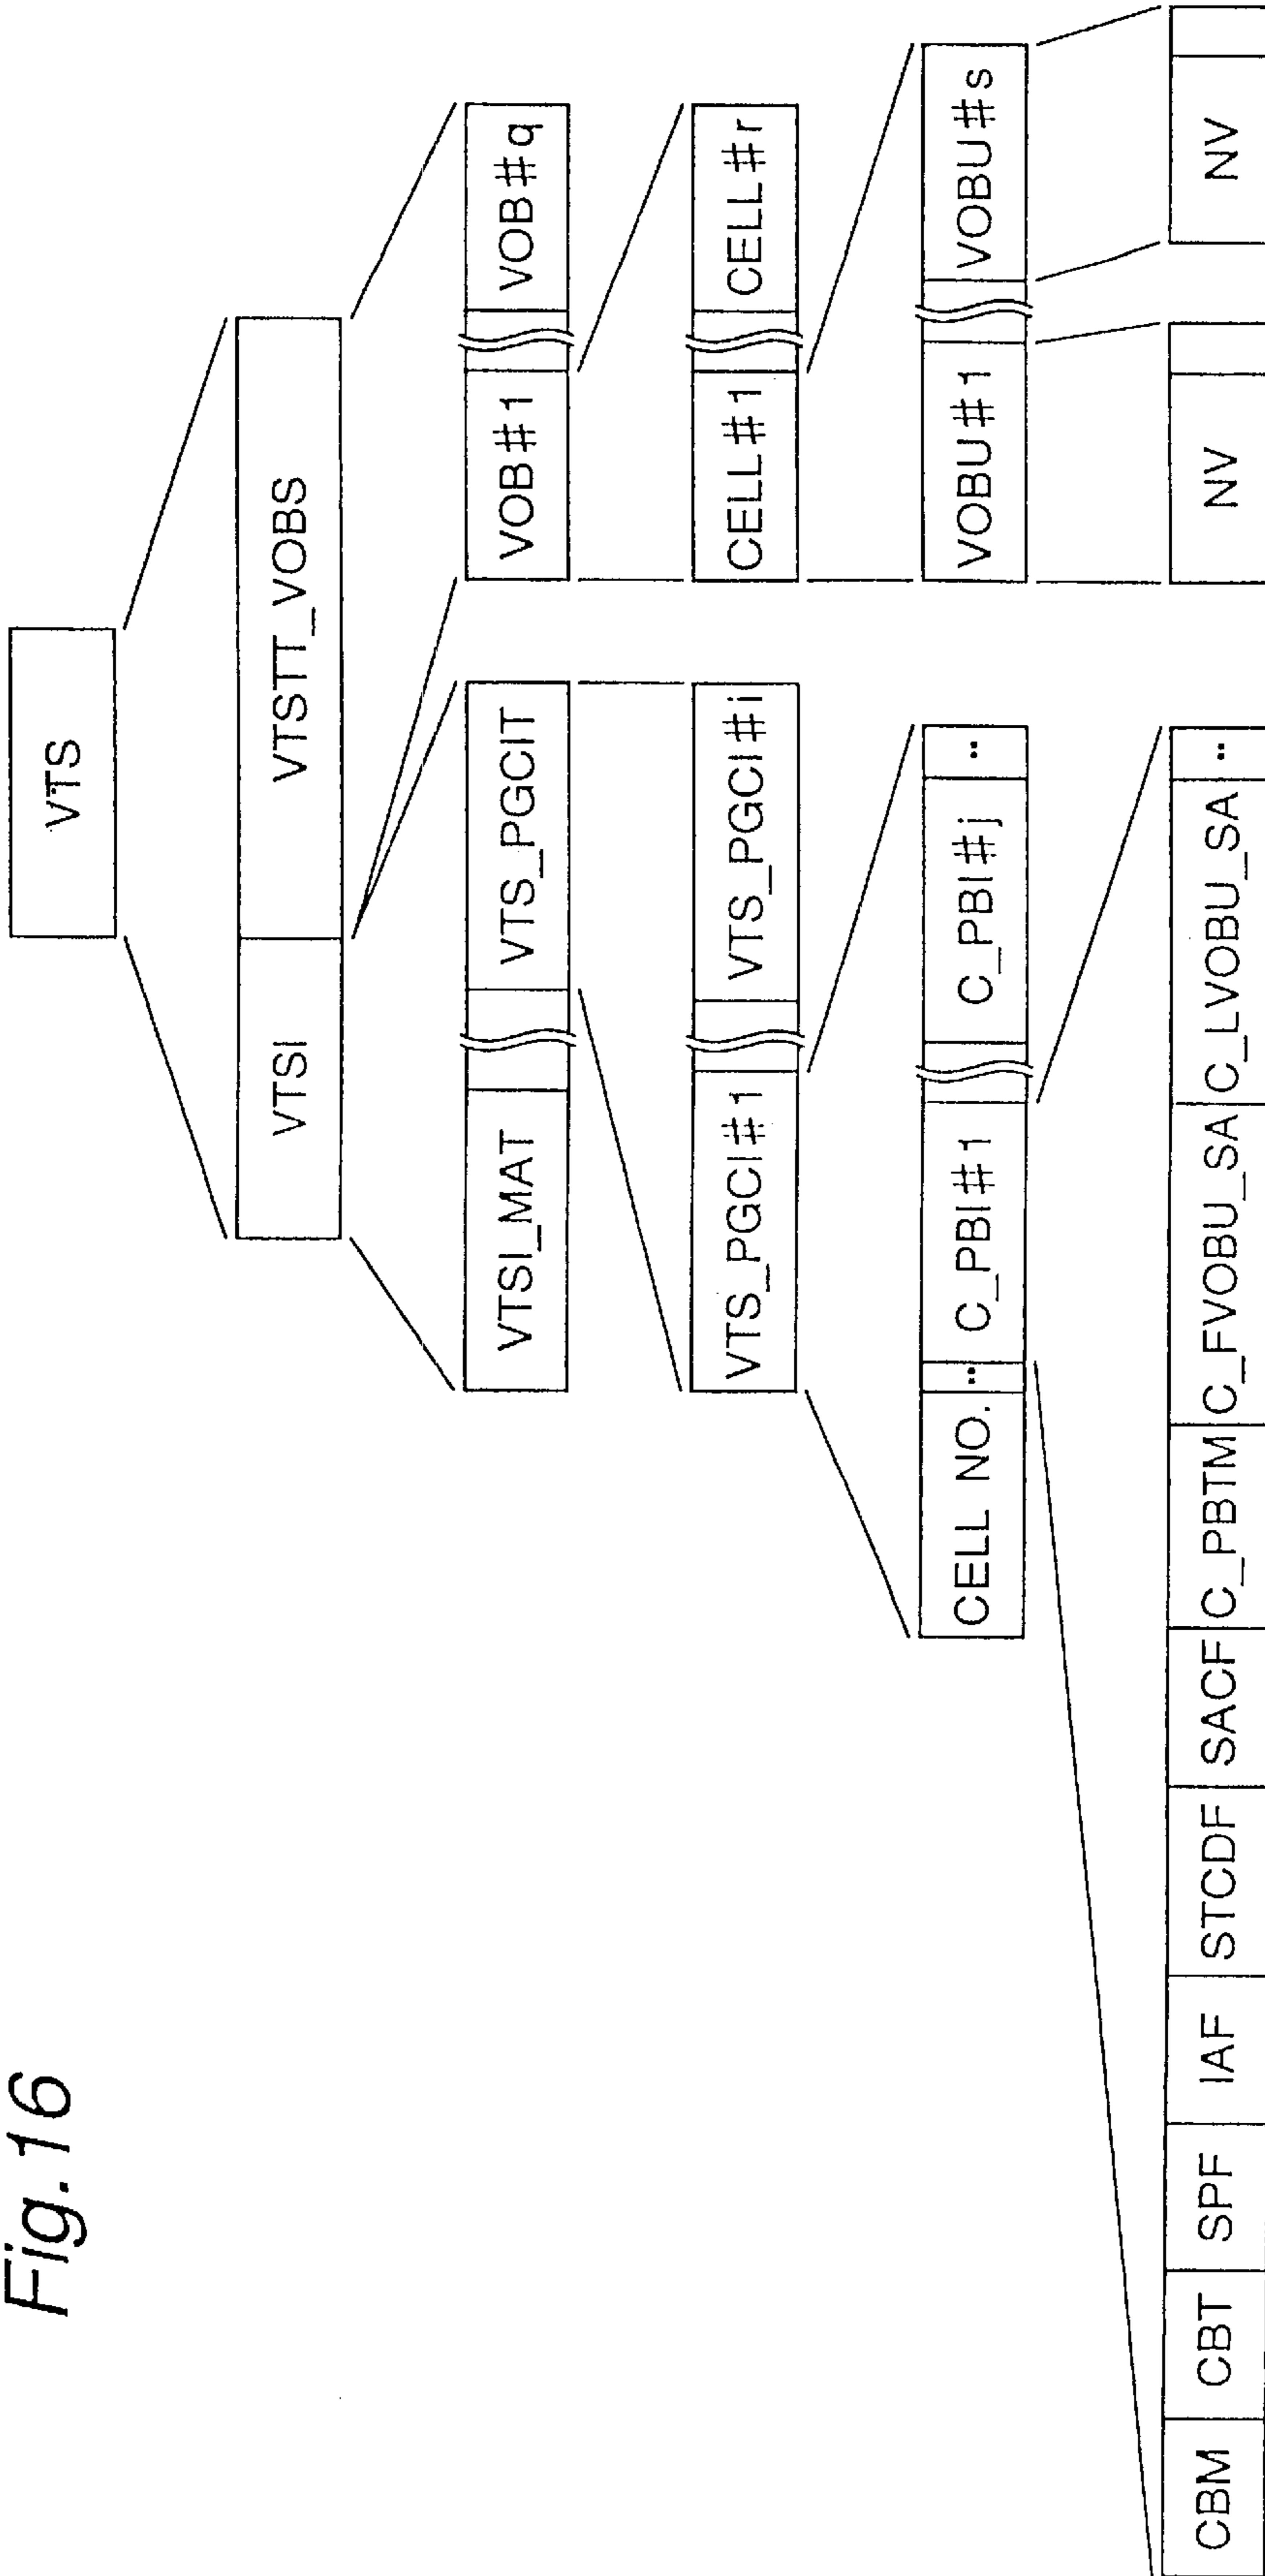 Fig.16
VTS
VTSI VTSTT_VOBS
VTSI_MAT VTS_PGCIT VOB#1 VOB#q
VTS_PGCI#1 VTS_PGCI#i CELL#1 CELL#r
CELL NO. ·· C_PBI#1 C_PBI#j ·· VOBU#1 VOBU#s
CBM CBT SPF IAF STCDF SACF C_PBTM C_FVOBU_SA C_LVOBU_SA ·· NV NV